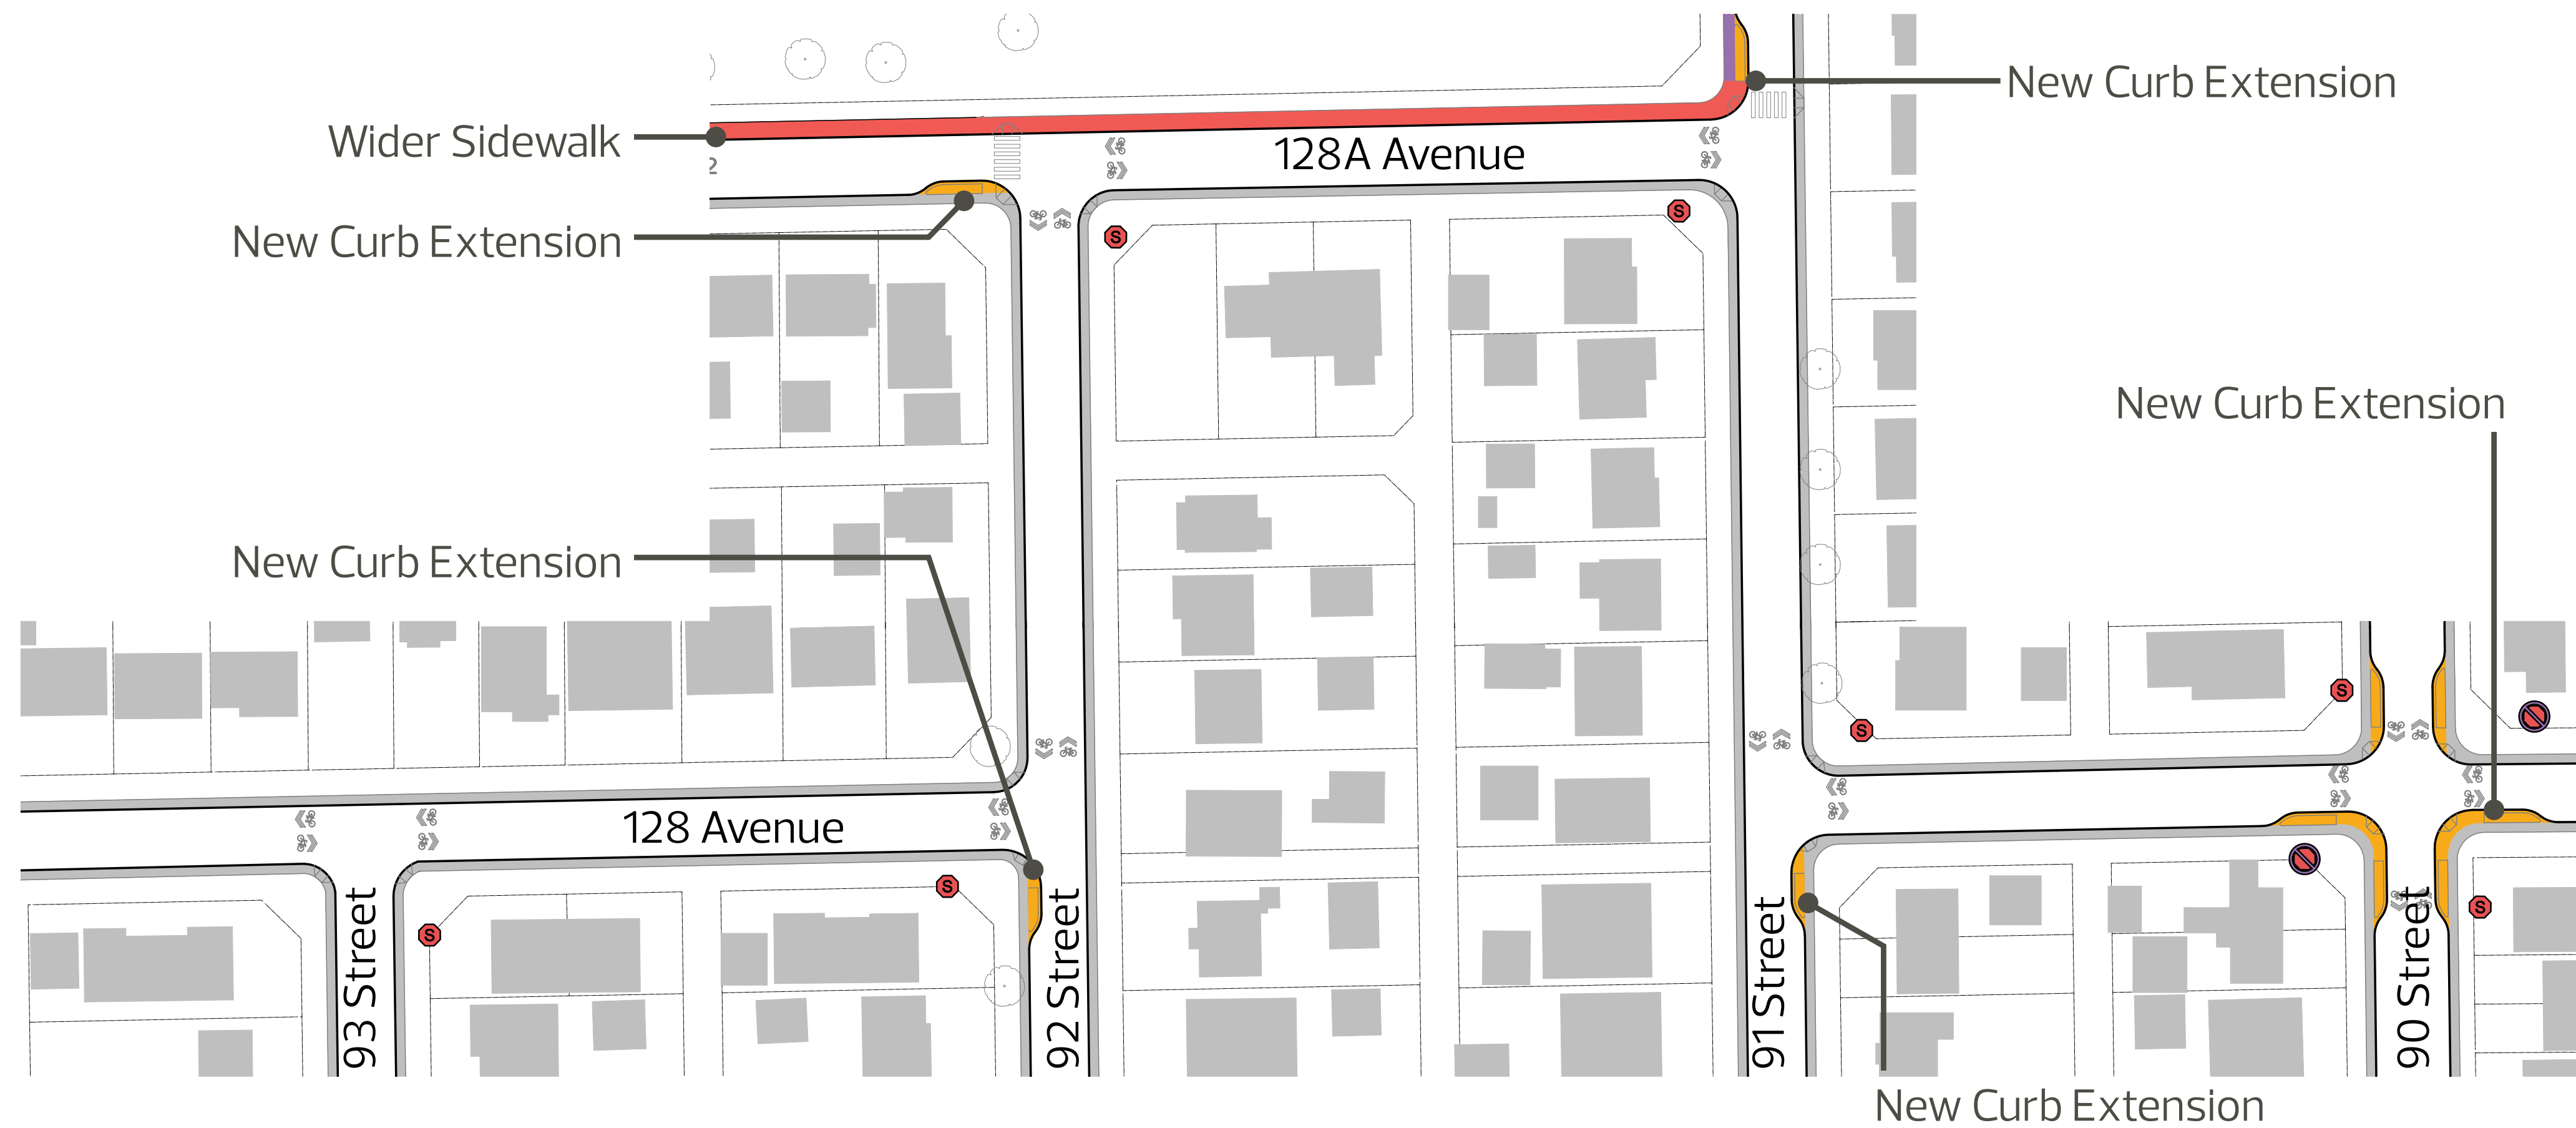 New Curb Extension
Wider Sidewalk
128A Avenue
2
New Curb Extension
S
S
New Curb Extension
New Curb Extension
S
S
128 Avenue
S
S
S
93 Street
92 Street
91 Street
90 Street
New Curb Extension